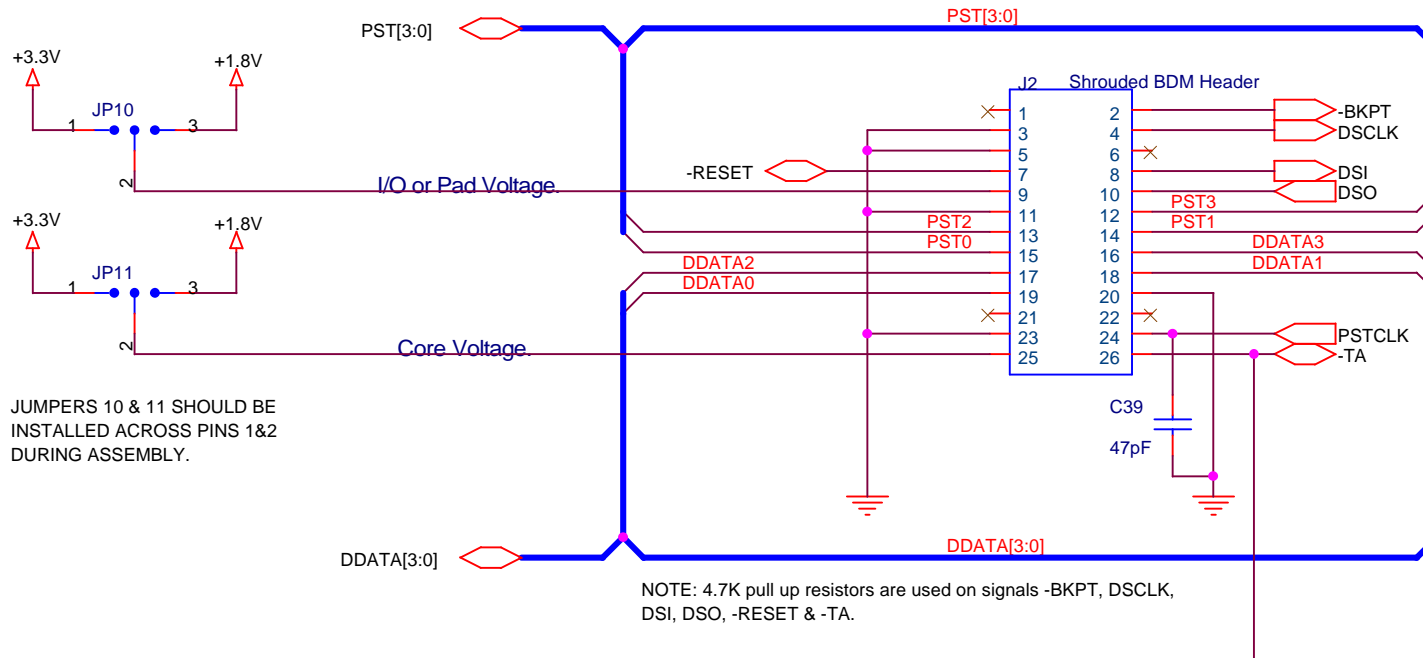 PST[3:0]
PST[3:0]
+3.3V
+1.8V
JP10
1
3
2
I/O or Pad Voltage.
+3.3V
+1.8V
JP11
1
3
2
Core Voltage.
JUMPERS 10 & 11 SHOULD BE
INSTALLED ACROSS PINS 1&2
DURING ASSEMBLY.
J2
Shrouded BDM Header
1 2 -BKPT
3 4 DSCLK
5 6
-RESET 7 8 DSI
9 10 DSO
11 12 PST3
PST2 13 14 PST1
PST0 15 16 DDATA3
DDATA2 17 18 DDATA1
DDATA0 19 20
21 22
23 24 PSTCLK
25 26 -TA
C39
47pF
DDATA[3:0]
DDATA[3:0]
NOTE: 4.7K pull up resistors are used on signals -BKPT, DSCLK,
DSI, DSO, -RESET & -TA.